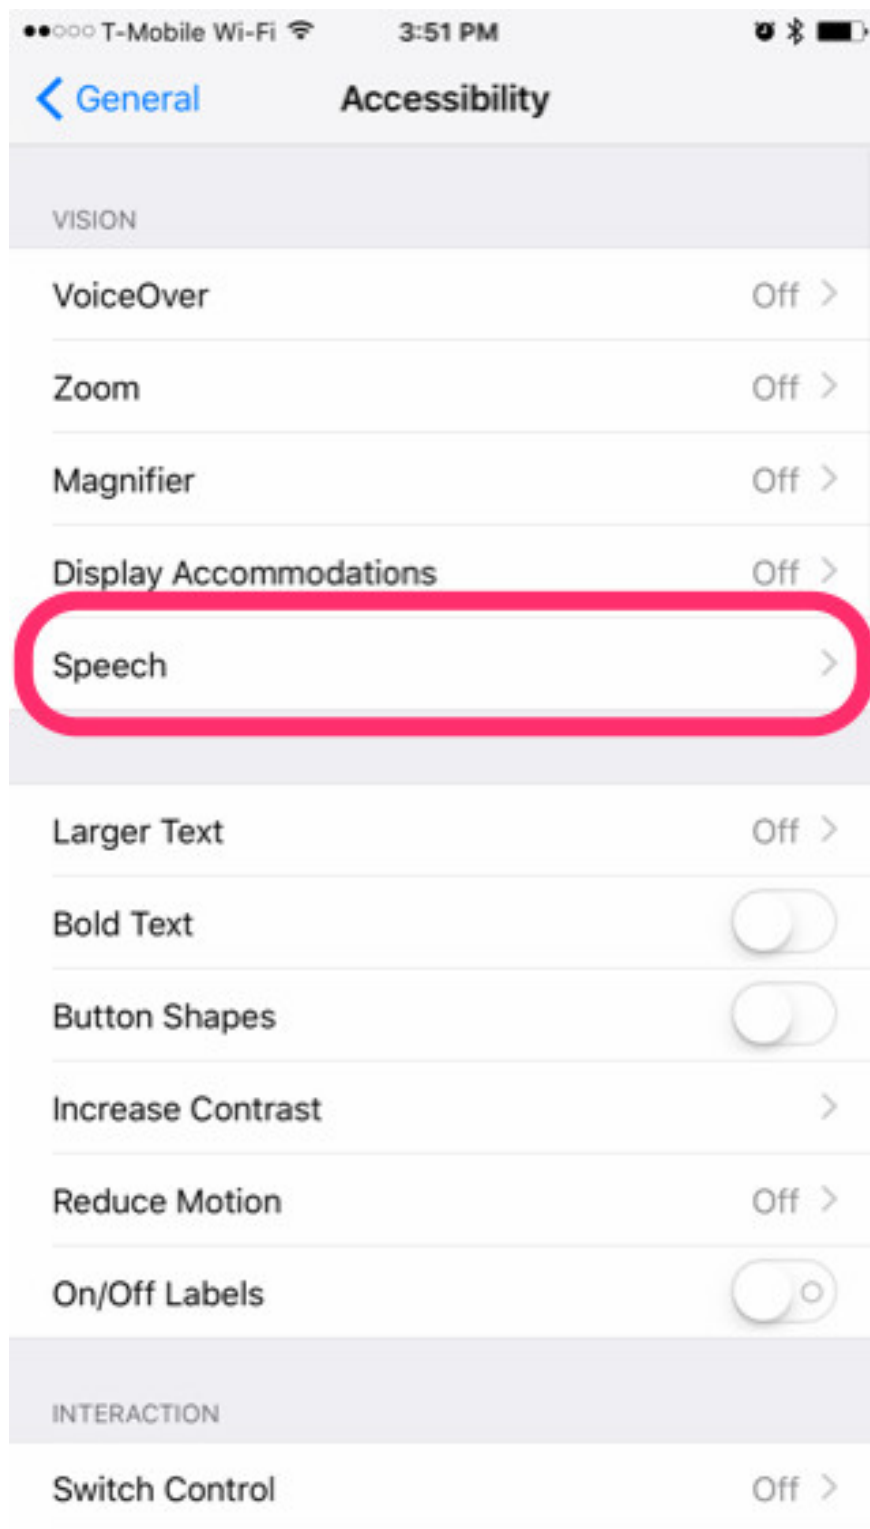 T-Mobile Wi-Fi 3:51 PM
General Accessibility
VISION
VoiceOver Off
Zoom Off
Magnifier Off
Display Accommodations Off
Speech
Larger Text Off
Bold Text
Button Shapes
Increase Contrast
Reduce Motion Off
On/Off Labels
INTERACTION
Switch Control Off